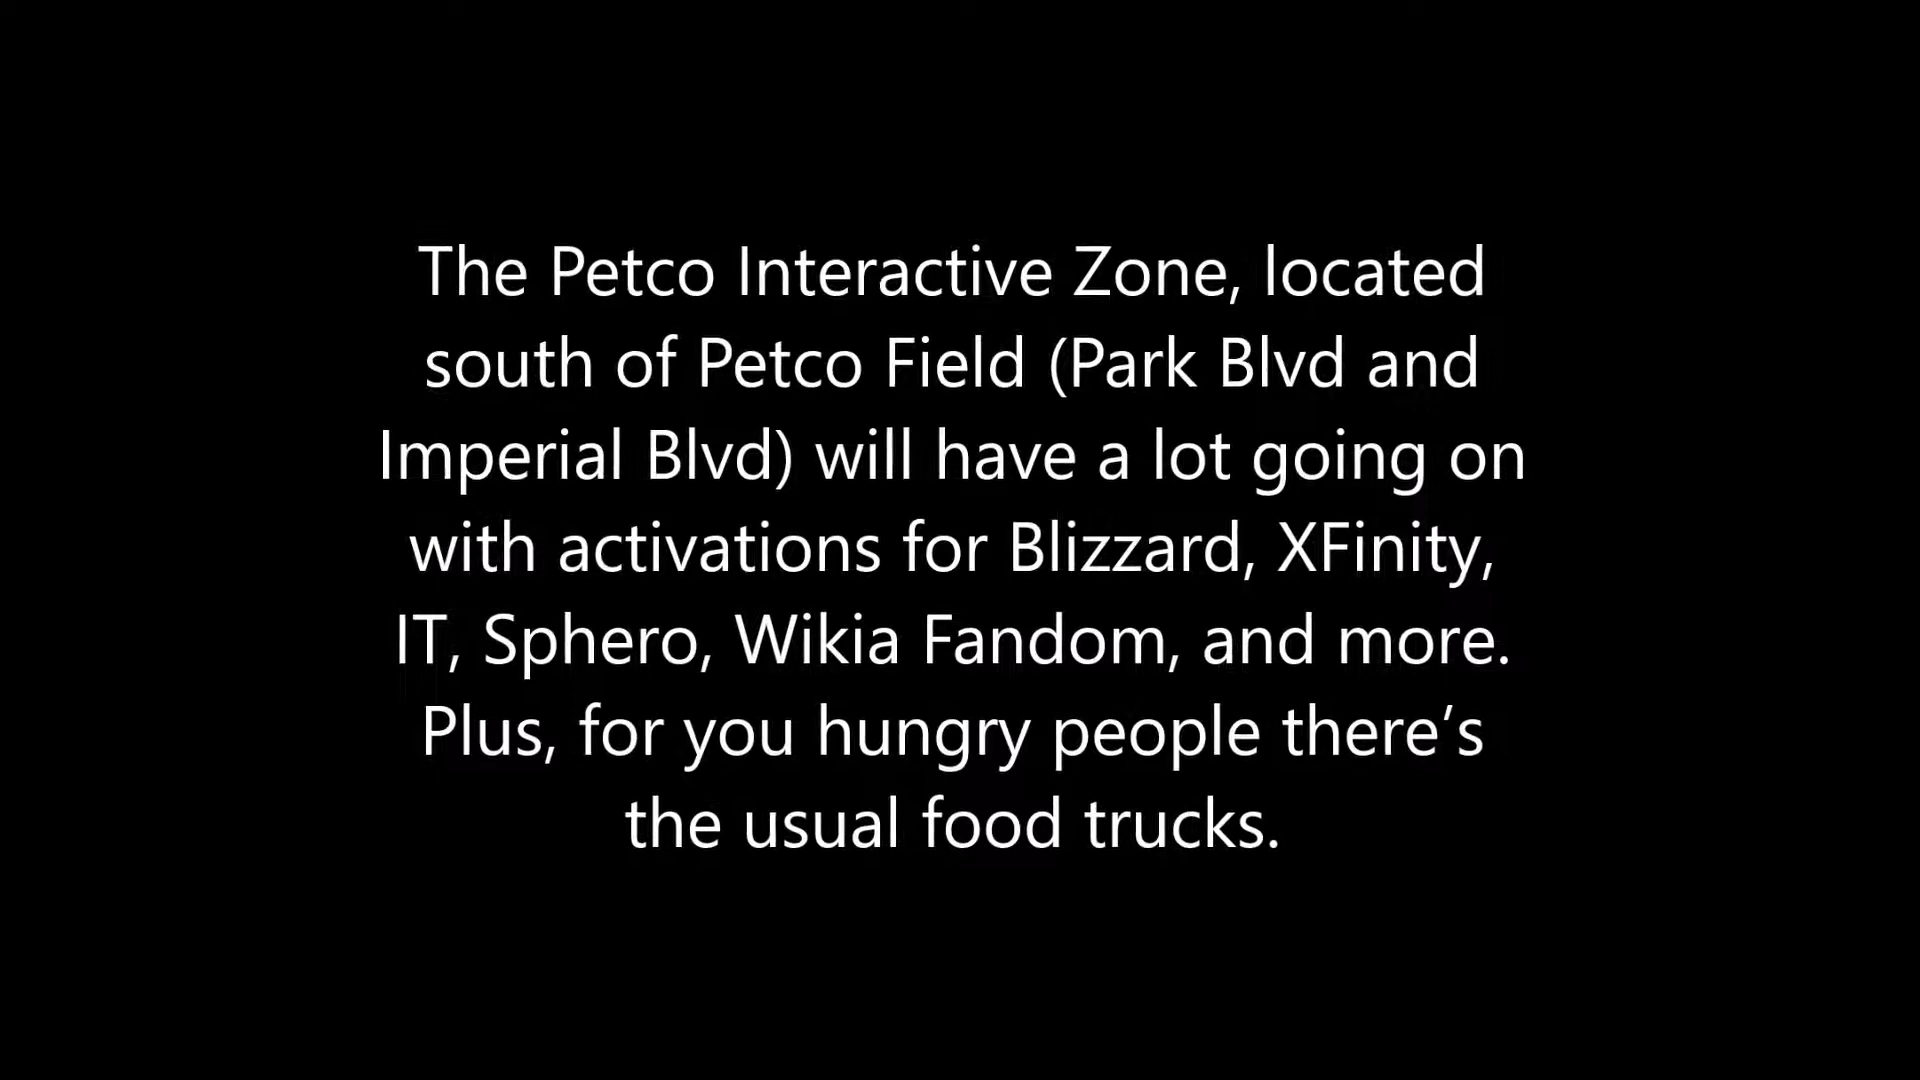 The Petco Interactive Zone, located
south of Petco Field (Park Blvd and
Imperial Blvd) will have a lot going on
with activations for Blizzard, XFinity,
IT, Sphero, Wikia Fandom, and more.
Plus, for you hungry people there’s
the usual food trucks.